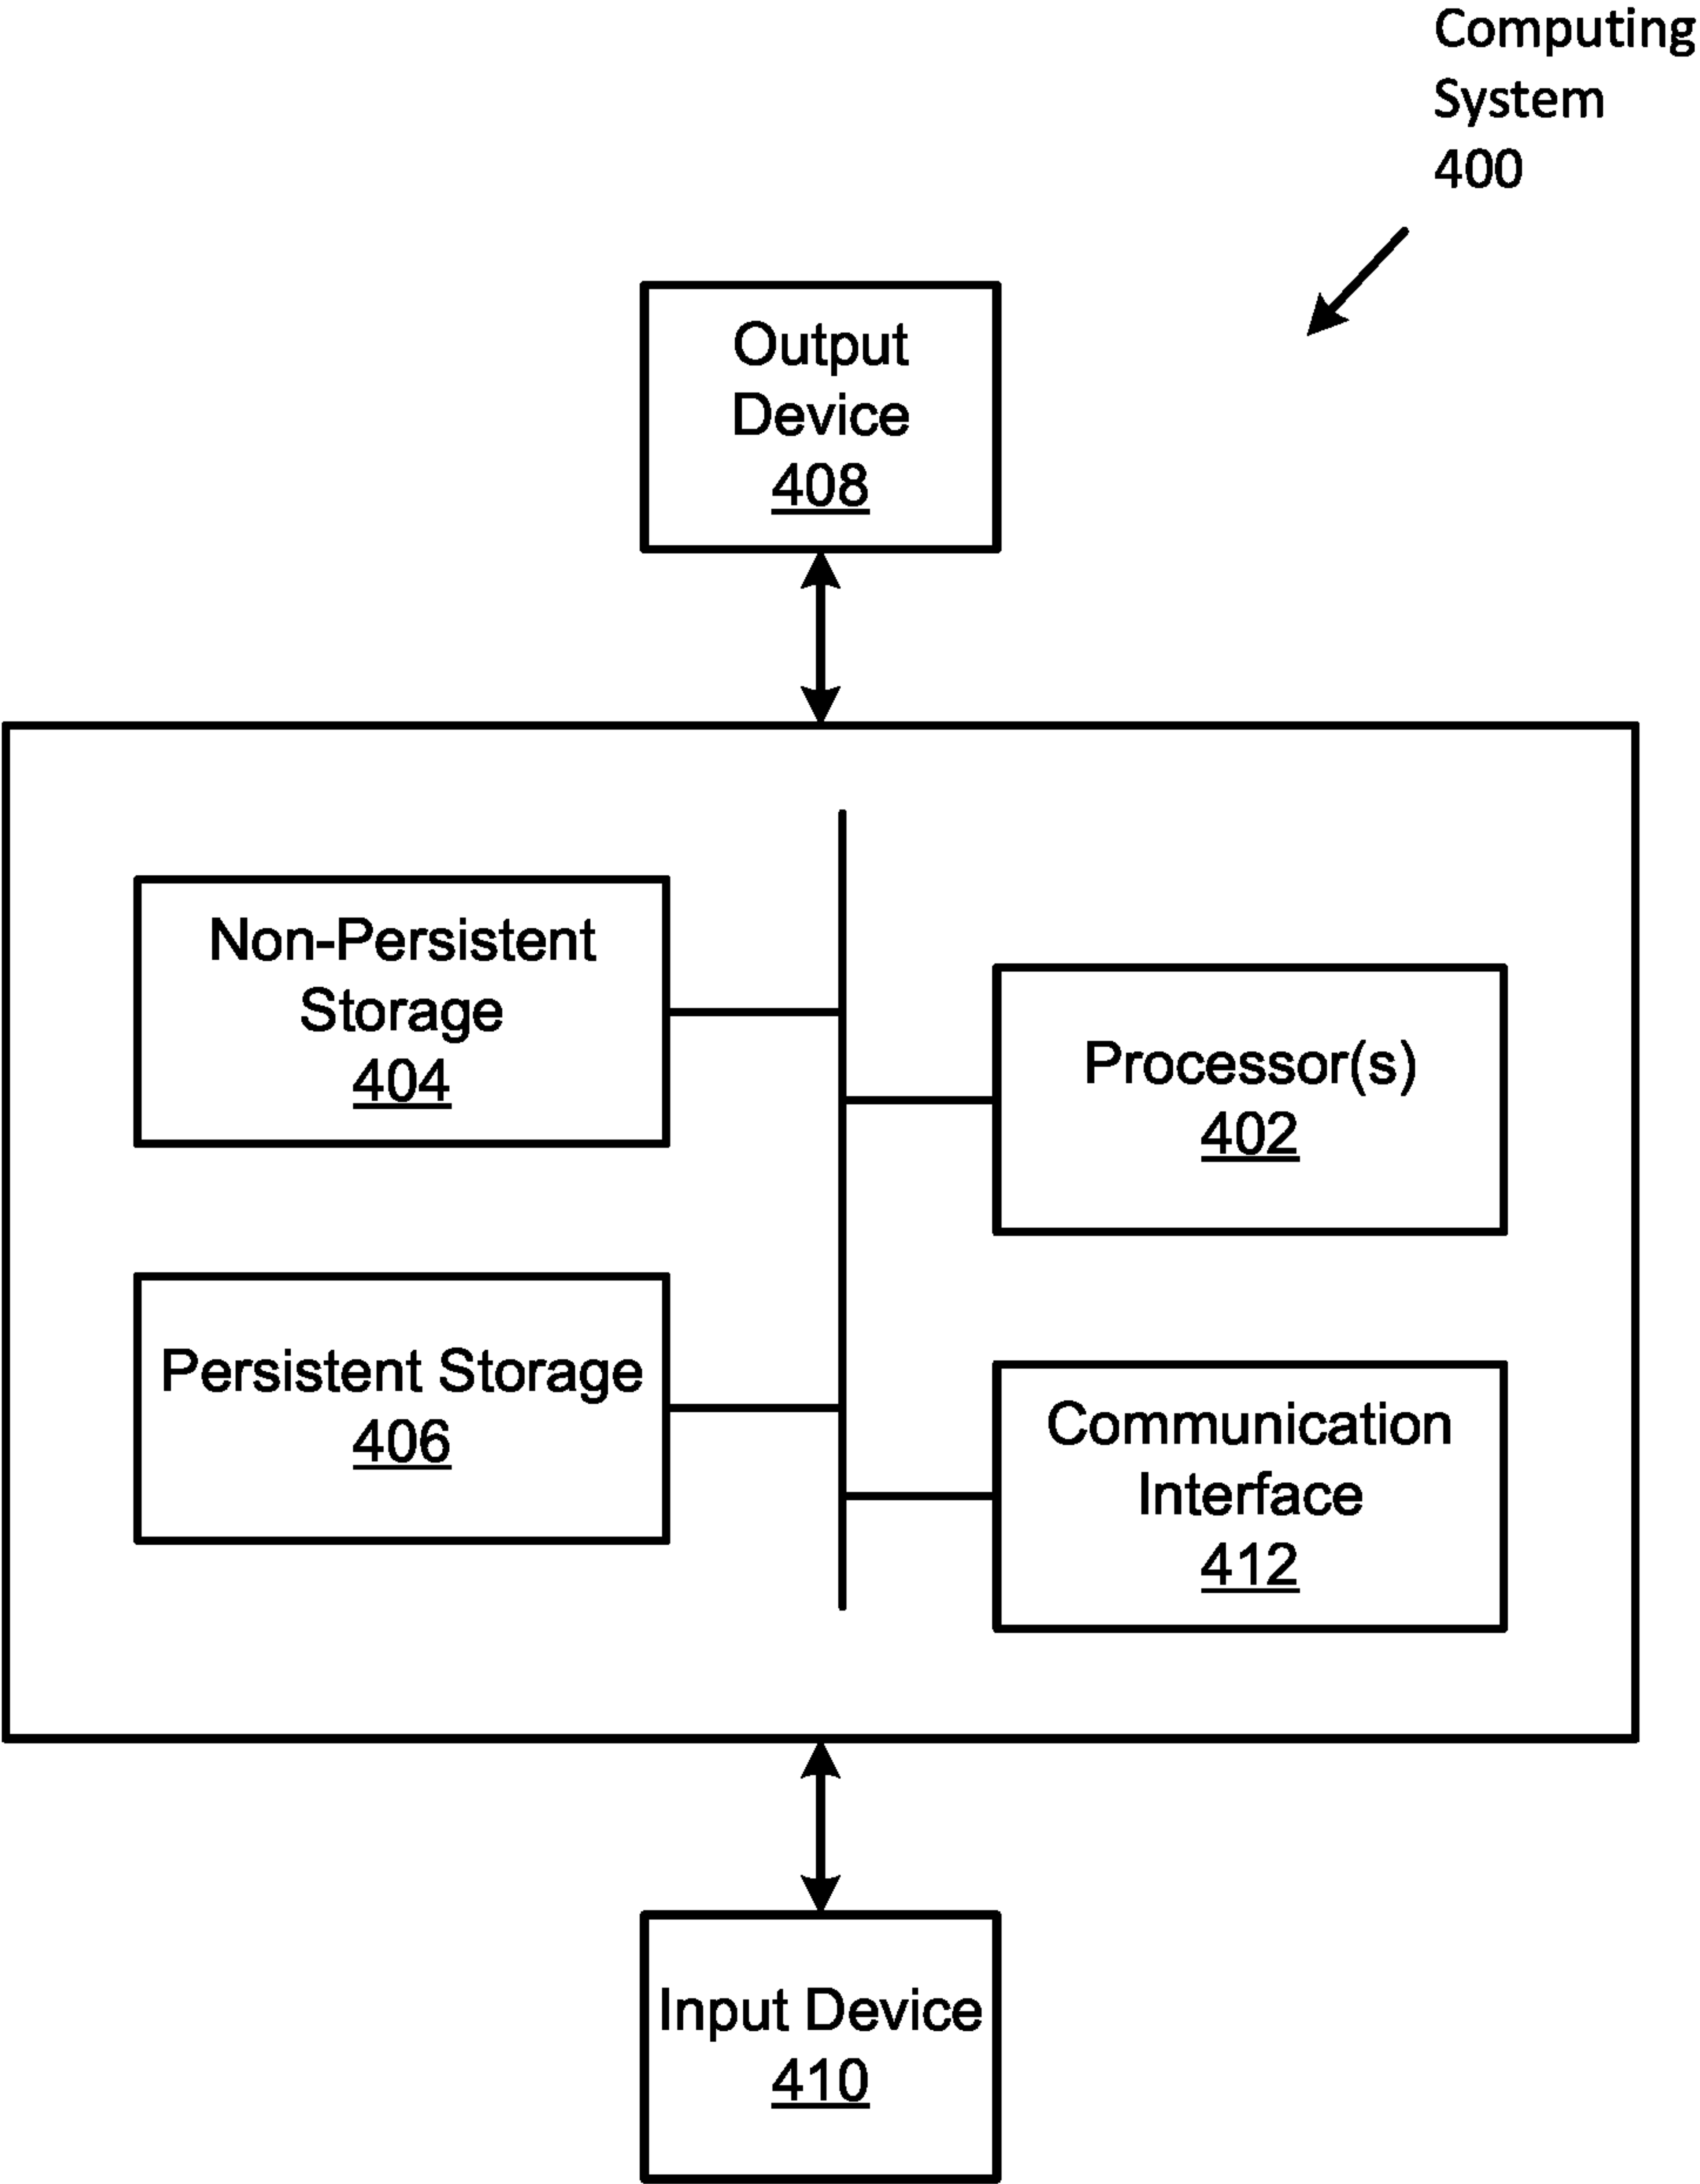 Computing
System
400
Output
Device
408
Non-Persistent
Storage
404
Processor(s)
402
Persistent Storage
406
Communication
Interface
412
Input Device
410